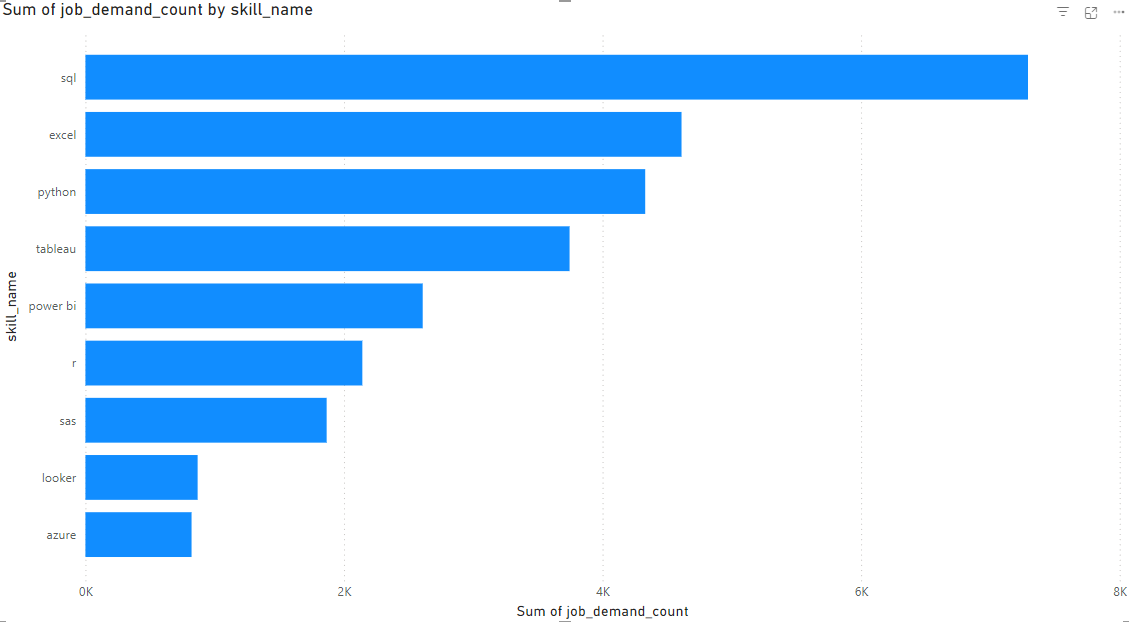 Sum of job_demand_count by skill_name
skill_name
sql
excel
python
tableau
power bi
r
sas
looker
azure
0K 2K 4K 6K 8K
Sum of job_demand_count